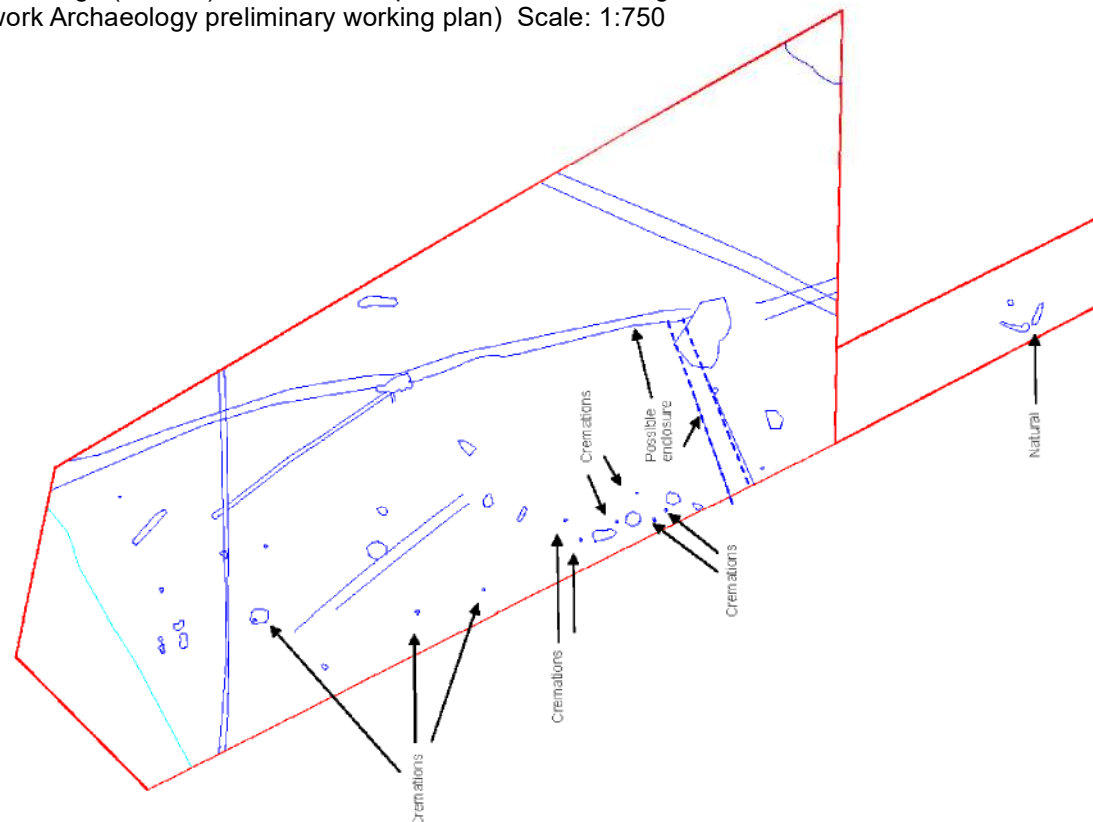 work Archaeology preliminary working plan) Scale: 1:750
Cremations
Possible
enclosure
Natural
Cremations
Cremations
Cremations